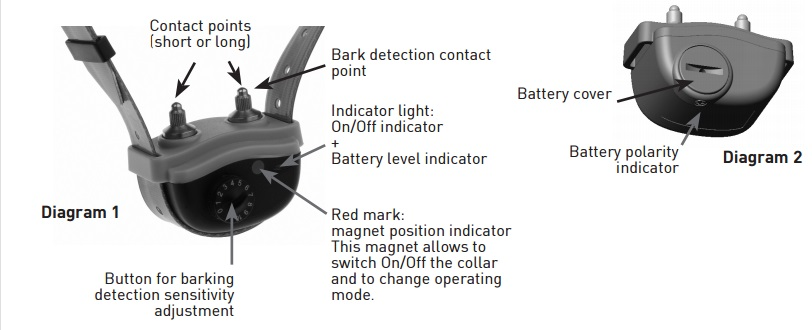 Contact points
(short or long)
Bark detection contact
point
Indicator light:
On/Off indicator
+
Battery level indicator
Diagram 1
Red mark:
magnet position indicator
This magnet allows to
switch On/Off the collar
and to change operating
mode.
Button for barking
detection sensitivity
adjustment
Battery cover
Battery polarity
indicator
Diagram 2